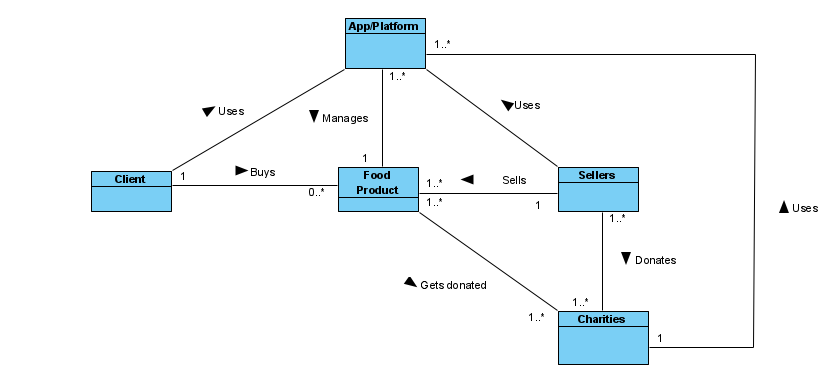 App/Platform
1..*
1..*
Uses
Manages
Uses
1
Client
1
Buys
0..*
Food
Product
1..*
1..*
Sells
1
Sellers
1..*
Uses
Donates
Gets donated
1..*
1..*
Charities
1